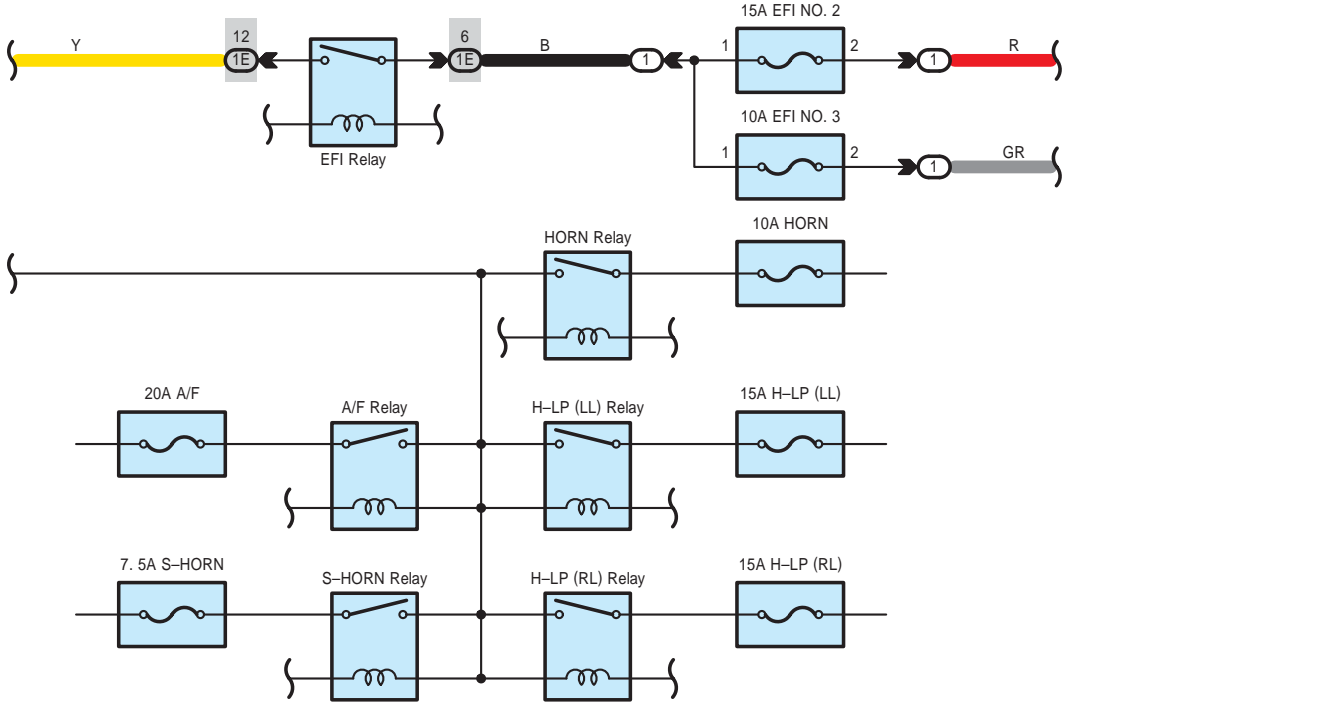 15A EFI NO. 2
12
6
Y
1E
1E
B
1
1
2
1
R
EFI Relay
10A EFI NO. 3
1
2
1
GR
10A HORN
HORN Relay
20A A/F
A/F Relay
H–LP (LL) Relay
15A H–LP (LL)
7. 5A S–HORN
S–HORN Relay
H–LP (RL) Relay
15A H–LP (RL)